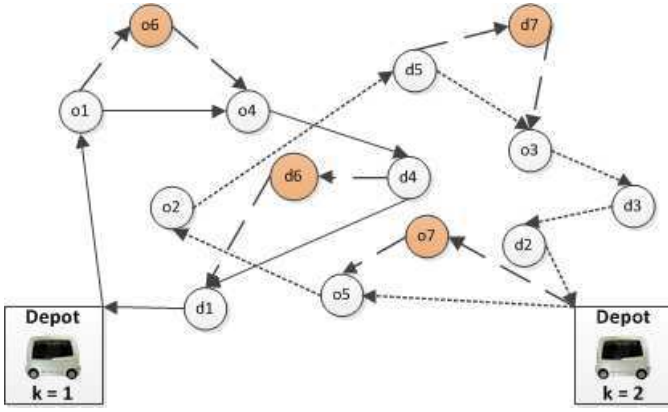 o6
d7
d5
o1
o4
o3
d6
d4
o2
d3
o7
d2
o5
d1
Depot
k = 1
Depot
k = 2